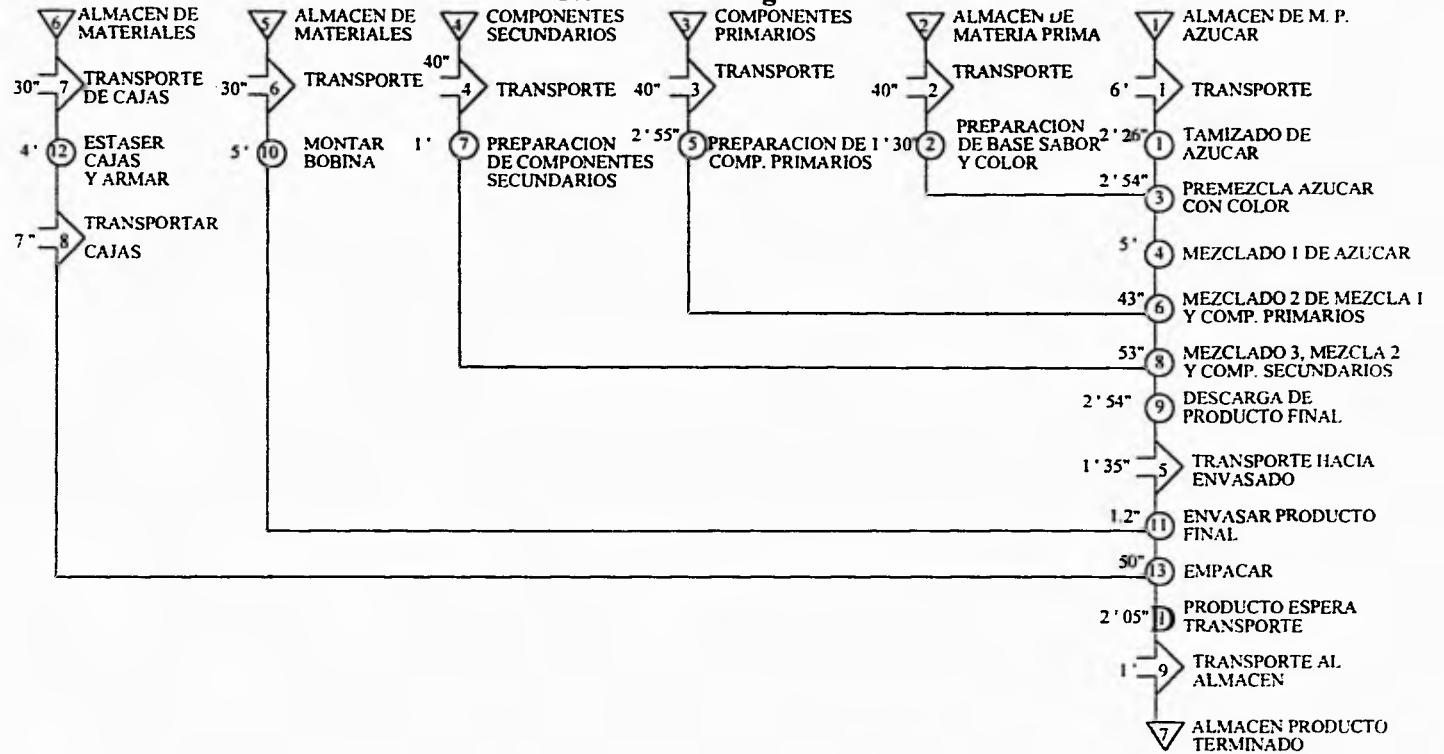 6
ALMACEN DE
MATERIALES
30"
7
TRANSPORTE
DE CAJAS
4'
12
ESTASER
CAJAS
Y ARMAR
7"
8
TRANSPORTAR
CAJAS
5
ALMACEN DE
MATERIALES
30"
6
TRANSPORTE
5'
10
MONTAR
BOBINA
4
COMPONENTES
SECUNDARIOS
40"
4
TRANSPORTE
1'
7
PREPARACION
DE COMPONENTES
SECUNDARIOS
3
COMPONENTES
PRIMARIOS
40"
3
TRANSPORTE
2'55"
5
PREPARACION DE
COMP. PRIMARIOS
2
ALMACEN DE
MATERIA PRIMA
40"
2
TRANSPORTE
1'30"
2
PREPARACION
DE BASE SABOR
Y COLOR
1
ALMACEN DE M. P.
AZUCAR
6'
1
TRANSPORTE
2'26"
1
TAMIZADO DE
AZUCAR
2'54"
3
PREMEZCLA AZUCAR
CON COLOR
5'
4
MEZCLADO 1 DE AZUCAR
43"
6
MEZCLADO 2 DE MEZCLA 1
Y COMP. PRIMARIOS
53"
8
MEZCLADO 3, MEZCLA 2
Y COMP. SECUNDARIOS
2'54"
9
DESCARGA DE
PRODUCTO FINAL
1'35"
5
TRANSPORTE HACIA
ENVASADO
1.2"
11
ENVASAR PRODUCTO
FINAL
50"
13
EMPACAR
2'05"
1
PRODUCTO ESPERA
TRANSPORTE
1'
9
TRANSPORTE AL
ALMACEN
7
ALMACEN PRODUCTO
TERMINADO